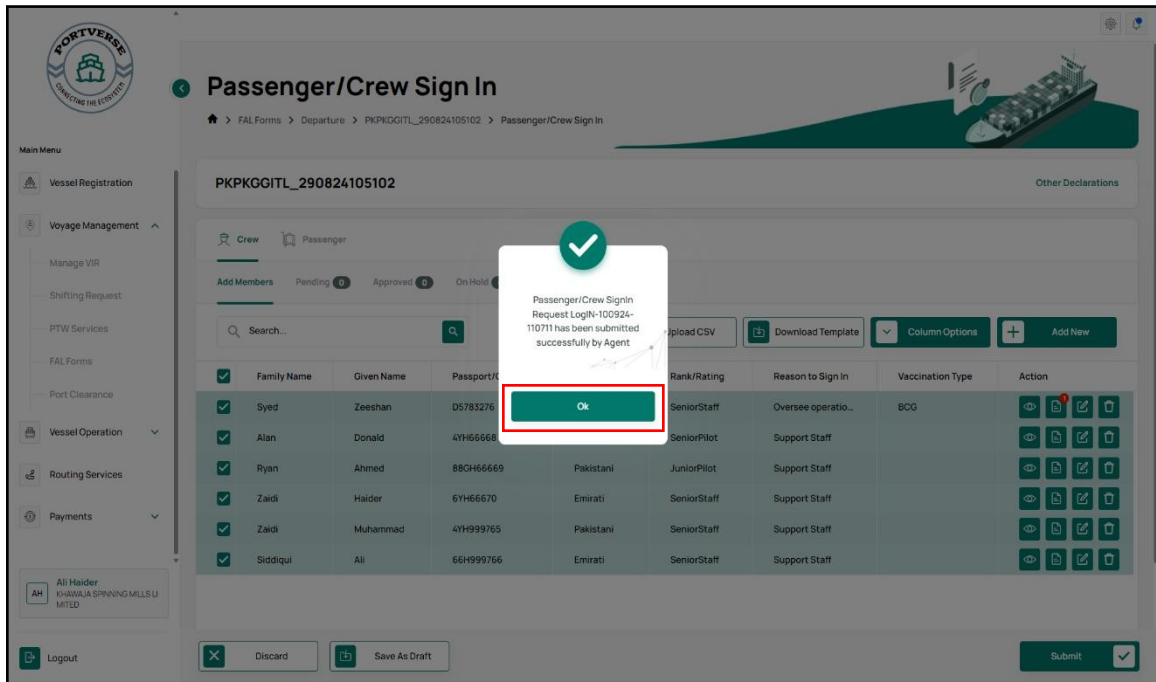 PORTVERSE
CONNECTING THE ECOSYSTEM
Main Menu
Vessel Registration
Voyage Management
Manage VIR
Shifting Request
PTW Services
FAL Forms
Port Clearance
Vessel Operation
Routing Services
Payments
AH
Ali Haider
KHAWAJA SPINNING MILLS LI
MITED
Logout
Passenger/Crew Sign In
> FAL Forms > Departure > PKPKGGITL_290824105102 > Passenger/Crew Sign In
PKPKGGITL_290824105102
Other Declarations
Crew Passenger
Add Members Pending 0 Approved 0 On Hold
Search...
Upload CSV Download Template Column Options Add New
Passenger/Crew SignIn
Request LogIN-100924-
110711 has been submitted
successfully by Agent
Ok
Family Name Given Name Rank/Rating Reason to Sign In Vaccination Type Action
Syed Zeeshan D5783276 SeniorStaff Oversee operatio... BCG
Alan Donald 4YH66668 SeniorPilot Support Staff
Ryan Ahmed 88GH66669 Pakistani JuniorPilot Support Staff
Zaidi Haider 6YH66670 Emirati SeniorStaff Support Staff
Zaidi Muhammad 4YH999765 Pakistani SeniorStaff Support Staff
Siddiqui Ali 66H999766 Emirati SeniorStaff Support Staff
Discard Save As Draft Submit